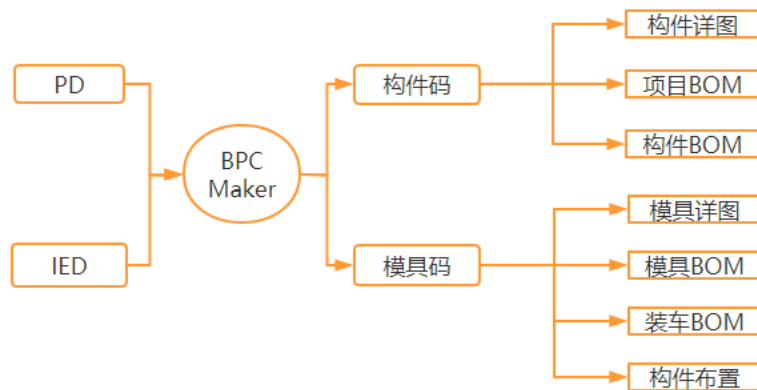 PD
IED
BPC
Maker
构件码
模具码
构件详图
项目BOM
构件BOM
模具详图
模具BOM
装车BOM
构件布置